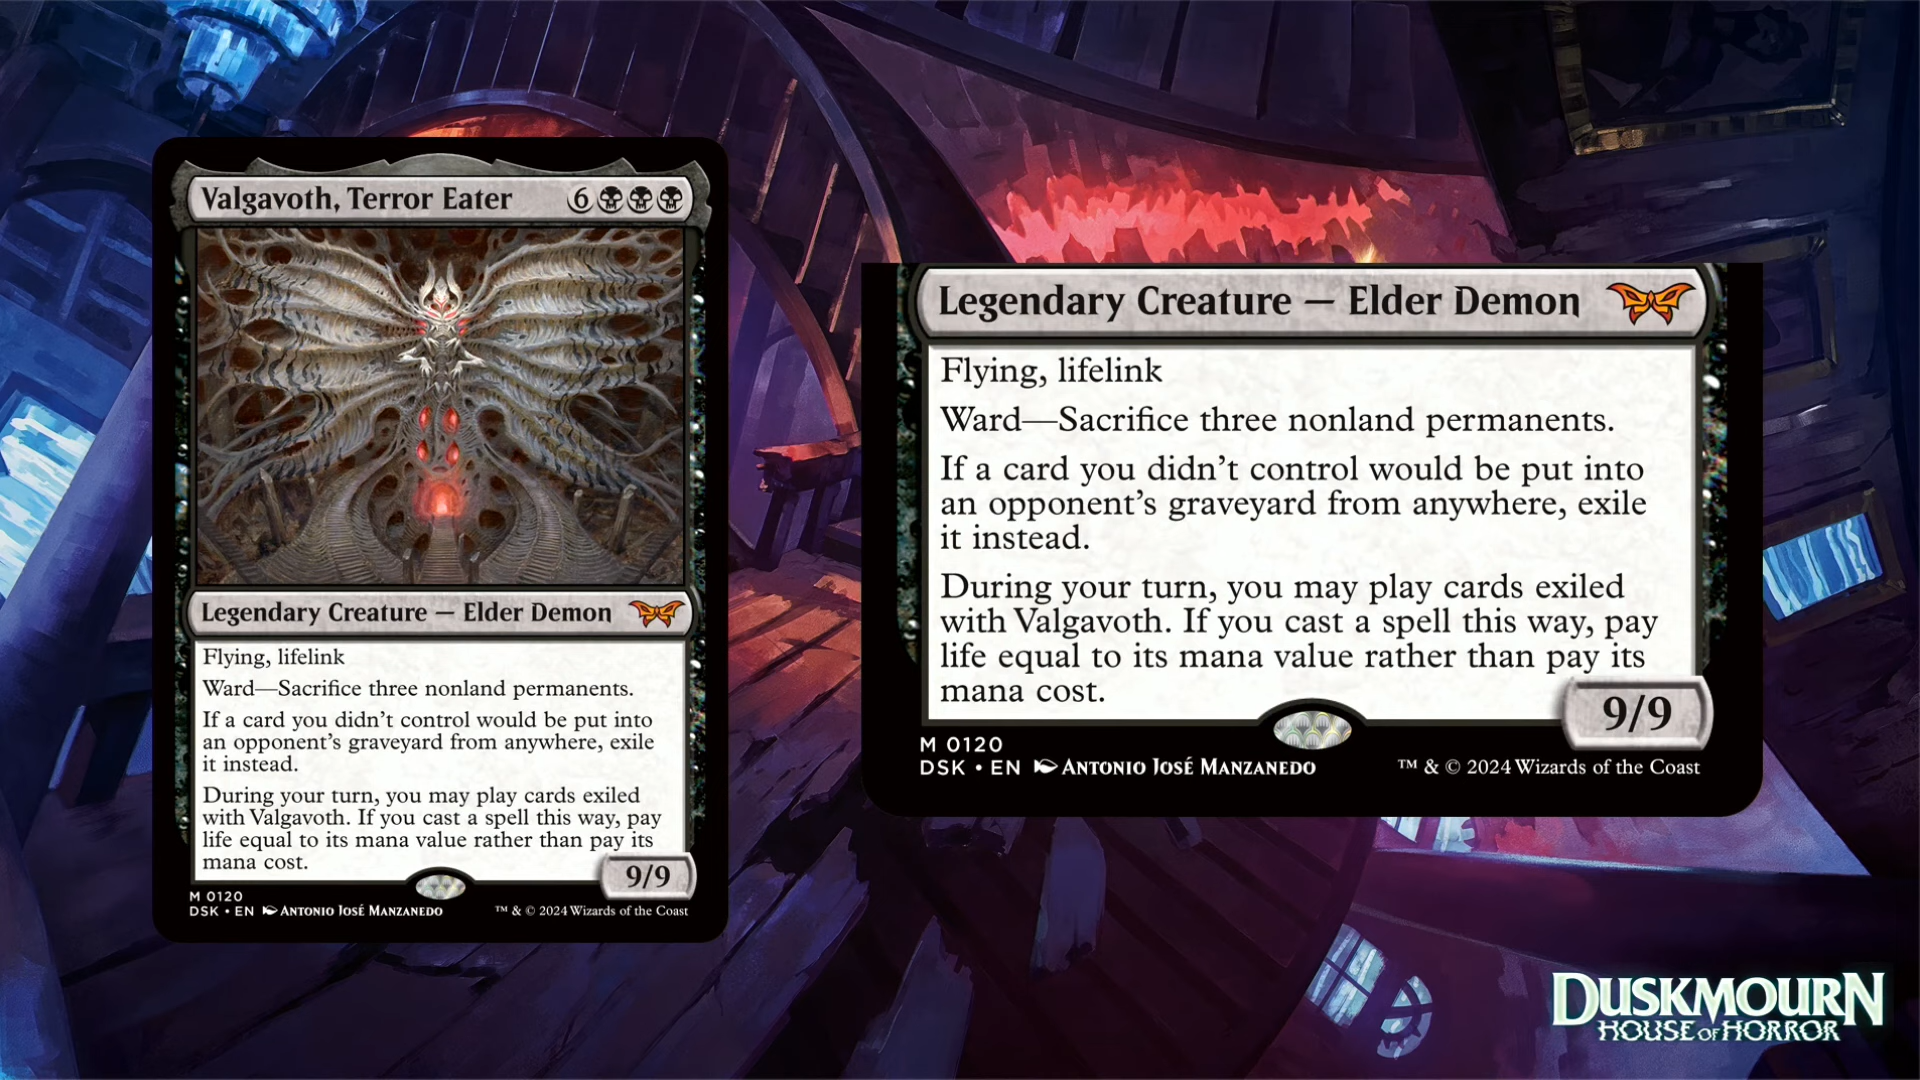 Valgavoth, Terror Eater 6
Legendary Creature — Elder Demon
Flying, lifelink
Ward—Sacrifice three nonland permanents.
If a card you didn't control would be put into
an opponent's graveyard from anywhere, exile
it instead.
During your turn, you may play cards exiled
with Valgavoth. If you cast a spell this way, pay
life equal to its mana value rather than pay its
mana cost.
9/9
M 0120
DSK • EN ANTONIO JOSÉ MANZANEDO ™ & © 2024 Wizards of the Coast
Legendary Creature — Elder Demon
Flying, lifelink
Ward—Sacrifice three nonland permanents.
If a card you didn't control would be put into
an opponent's graveyard from anywhere, exile
it instead.
During your turn, you may play cards exiled
with Valgavoth. If you cast a spell this way, pay
life equal to its mana value rather than pay its
mana cost.
9/9
M 0120
DSK • EN ANTONIO JOSÉ MANZANEDO ™ & © 2024 Wizards of the Coast
DUSKMOURN
HOUSE OF HORROR